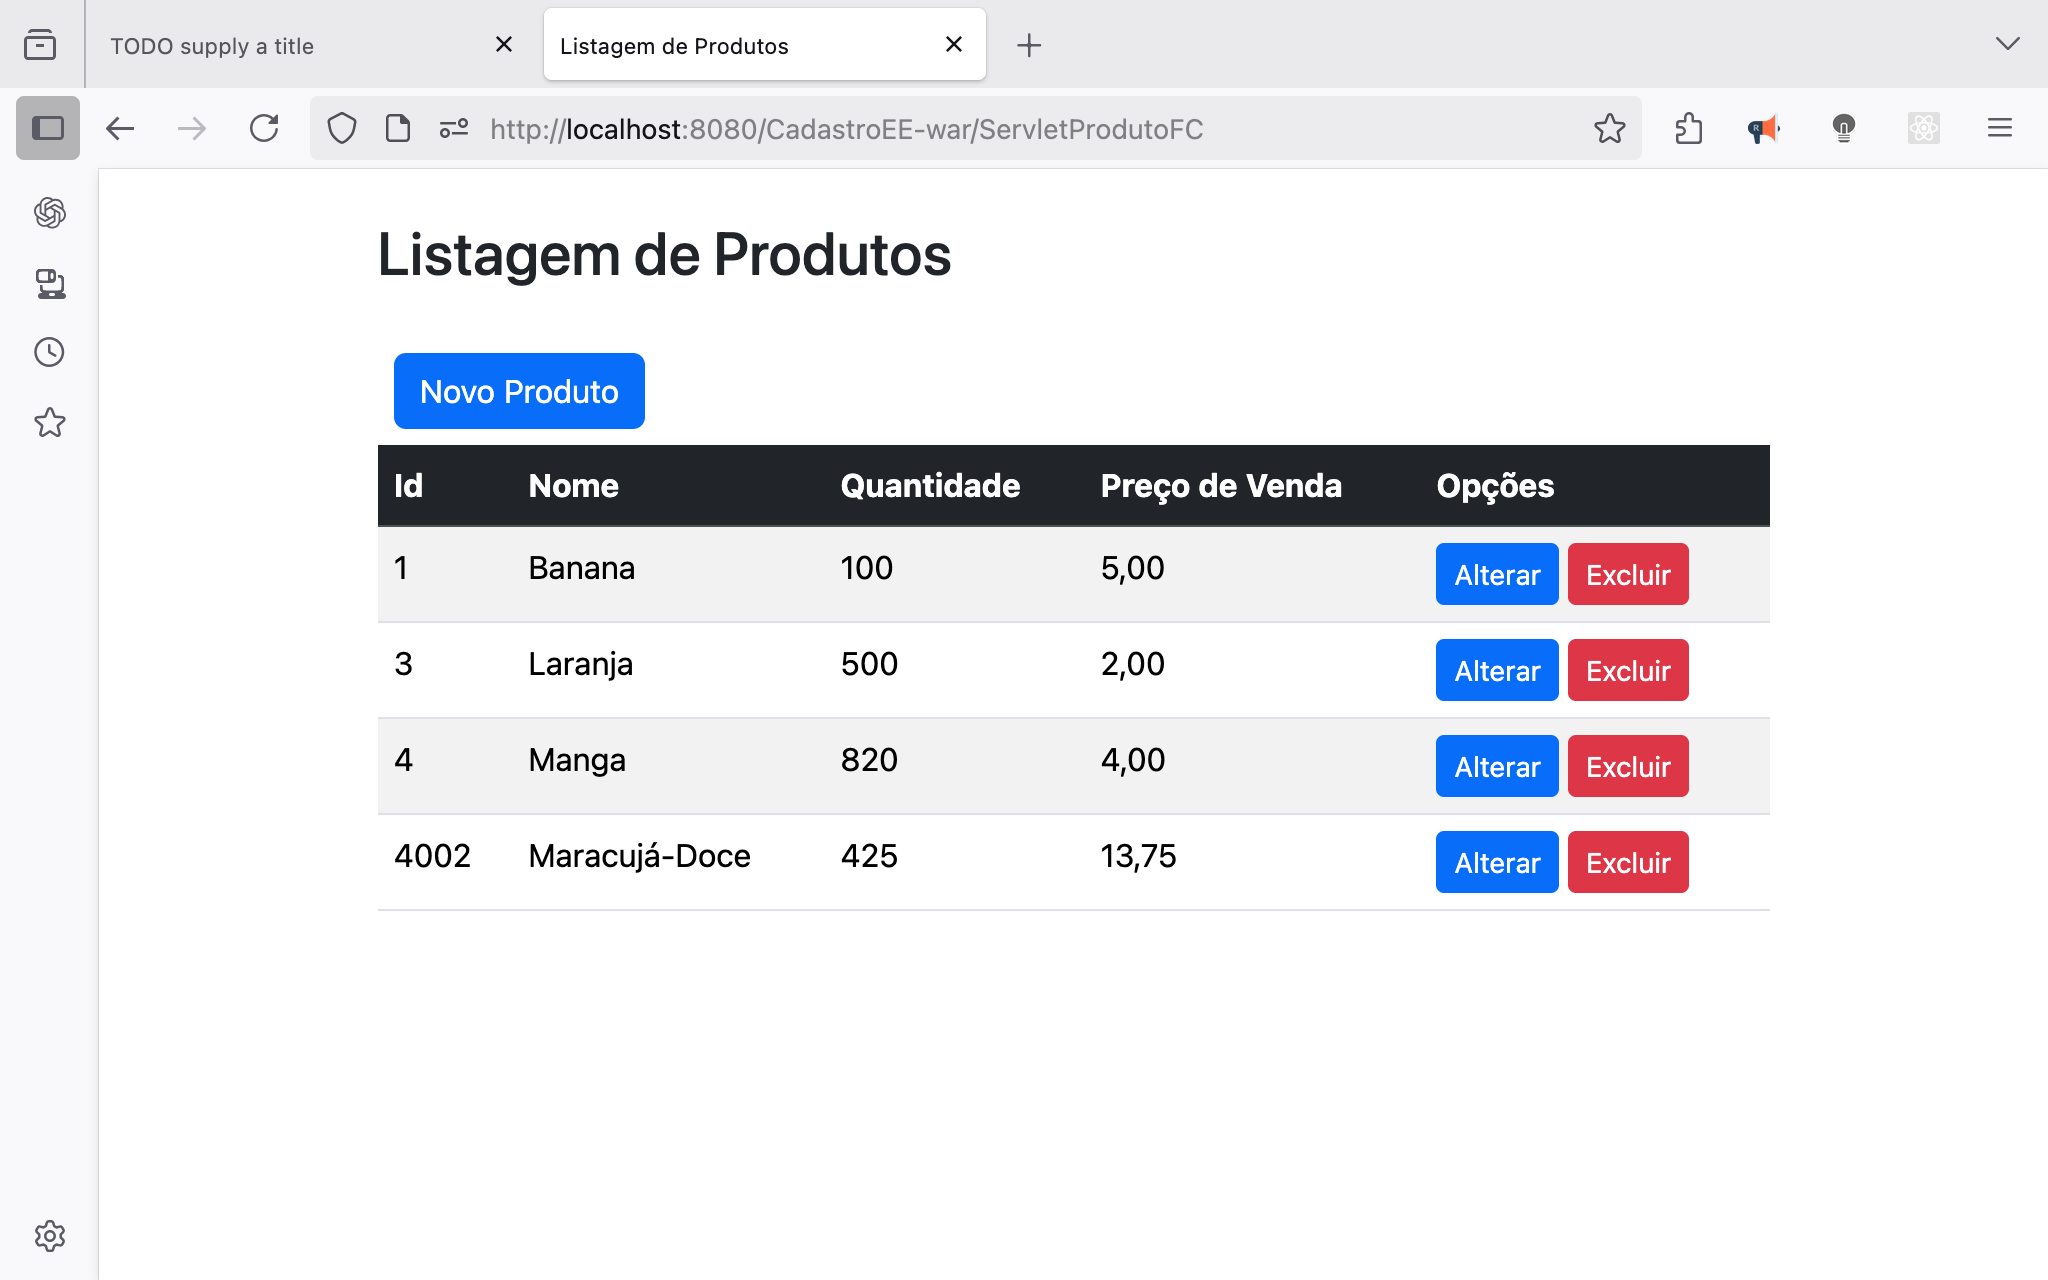 TODO supply a title
Listagem de Produtos
http://localhost:8080/CadastroEE-war/ServletProdutoFC
Listagem de Produtos
Novo Produto
Id Nome Quantidade Preço de Venda Opções
1 Banana 100 5,00 Alterar Excluir
3 Laranja 500 2,00 Alterar Excluir
4 Manga 820 4,00 Alterar Excluir
4002 Maracujá-Doce 425 13,75 Alterar Excluir